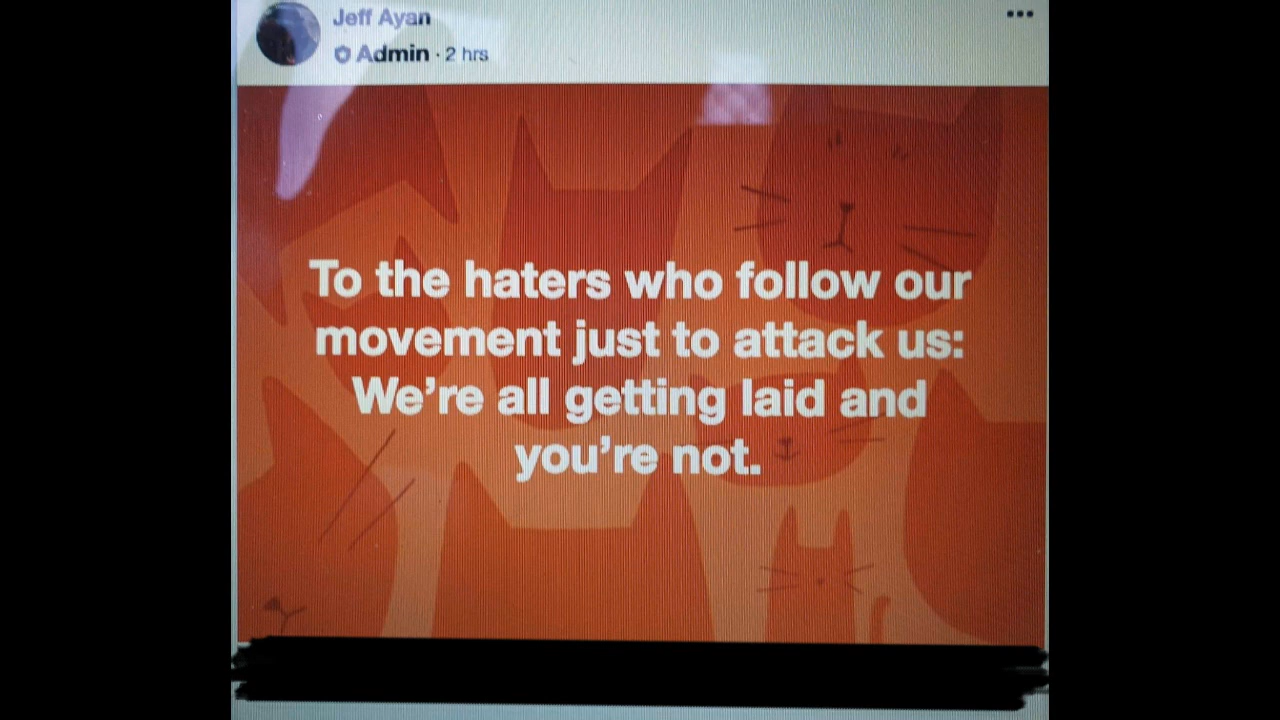 Jeff Ayan
Admin · 2 hrs
To the haters who follow our
movement just to attack us:
We're all getting laid and
you're not.